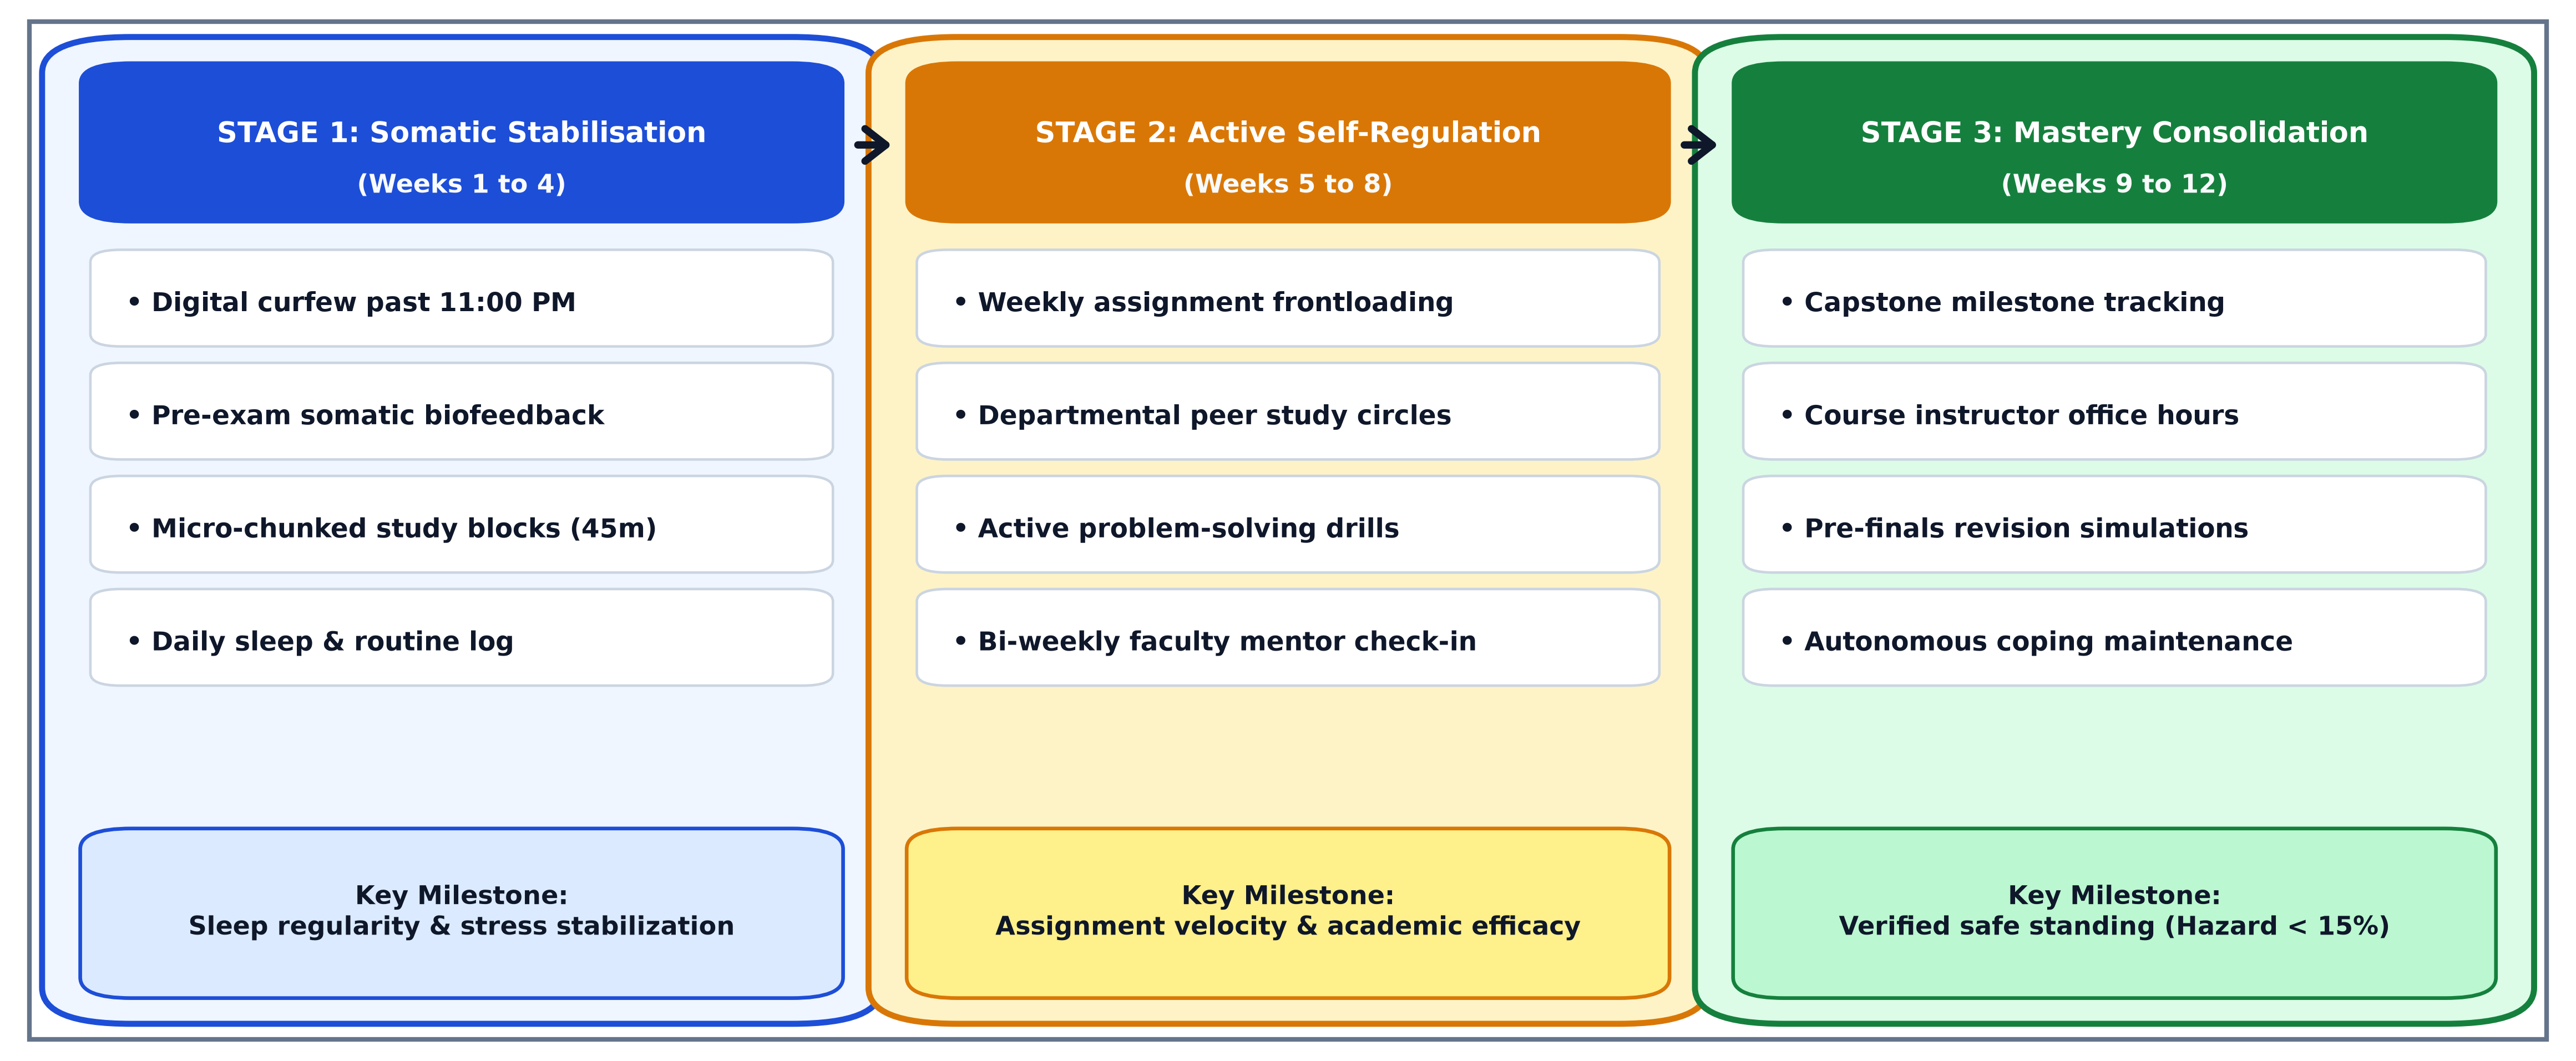 STAGE 1: Somatic Stabilisation
(Weeks 1 to 4)
• Digital curfew past 11:00 PM
• Pre-exam somatic biofeedback
• Micro-chunked study blocks (45m)
• Daily sleep & routine log
Key Milestone:
Sleep regularity & stress stabilization
STAGE 2: Active Self-Regulation
(Weeks 5 to 8)
• Weekly assignment frontloading
• Departmental peer study circles
• Active problem-solving drills
• Bi-weekly faculty mentor check-in
Key Milestone:
Assignment velocity & academic efficacy
STAGE 3: Mastery Consolidation
(Weeks 9 to 12)
• Capstone milestone tracking
• Course instructor office hours
• Pre-finals revision simulations
• Autonomous coping maintenance
Key Milestone:
Verified safe standing (Hazard < 15%)